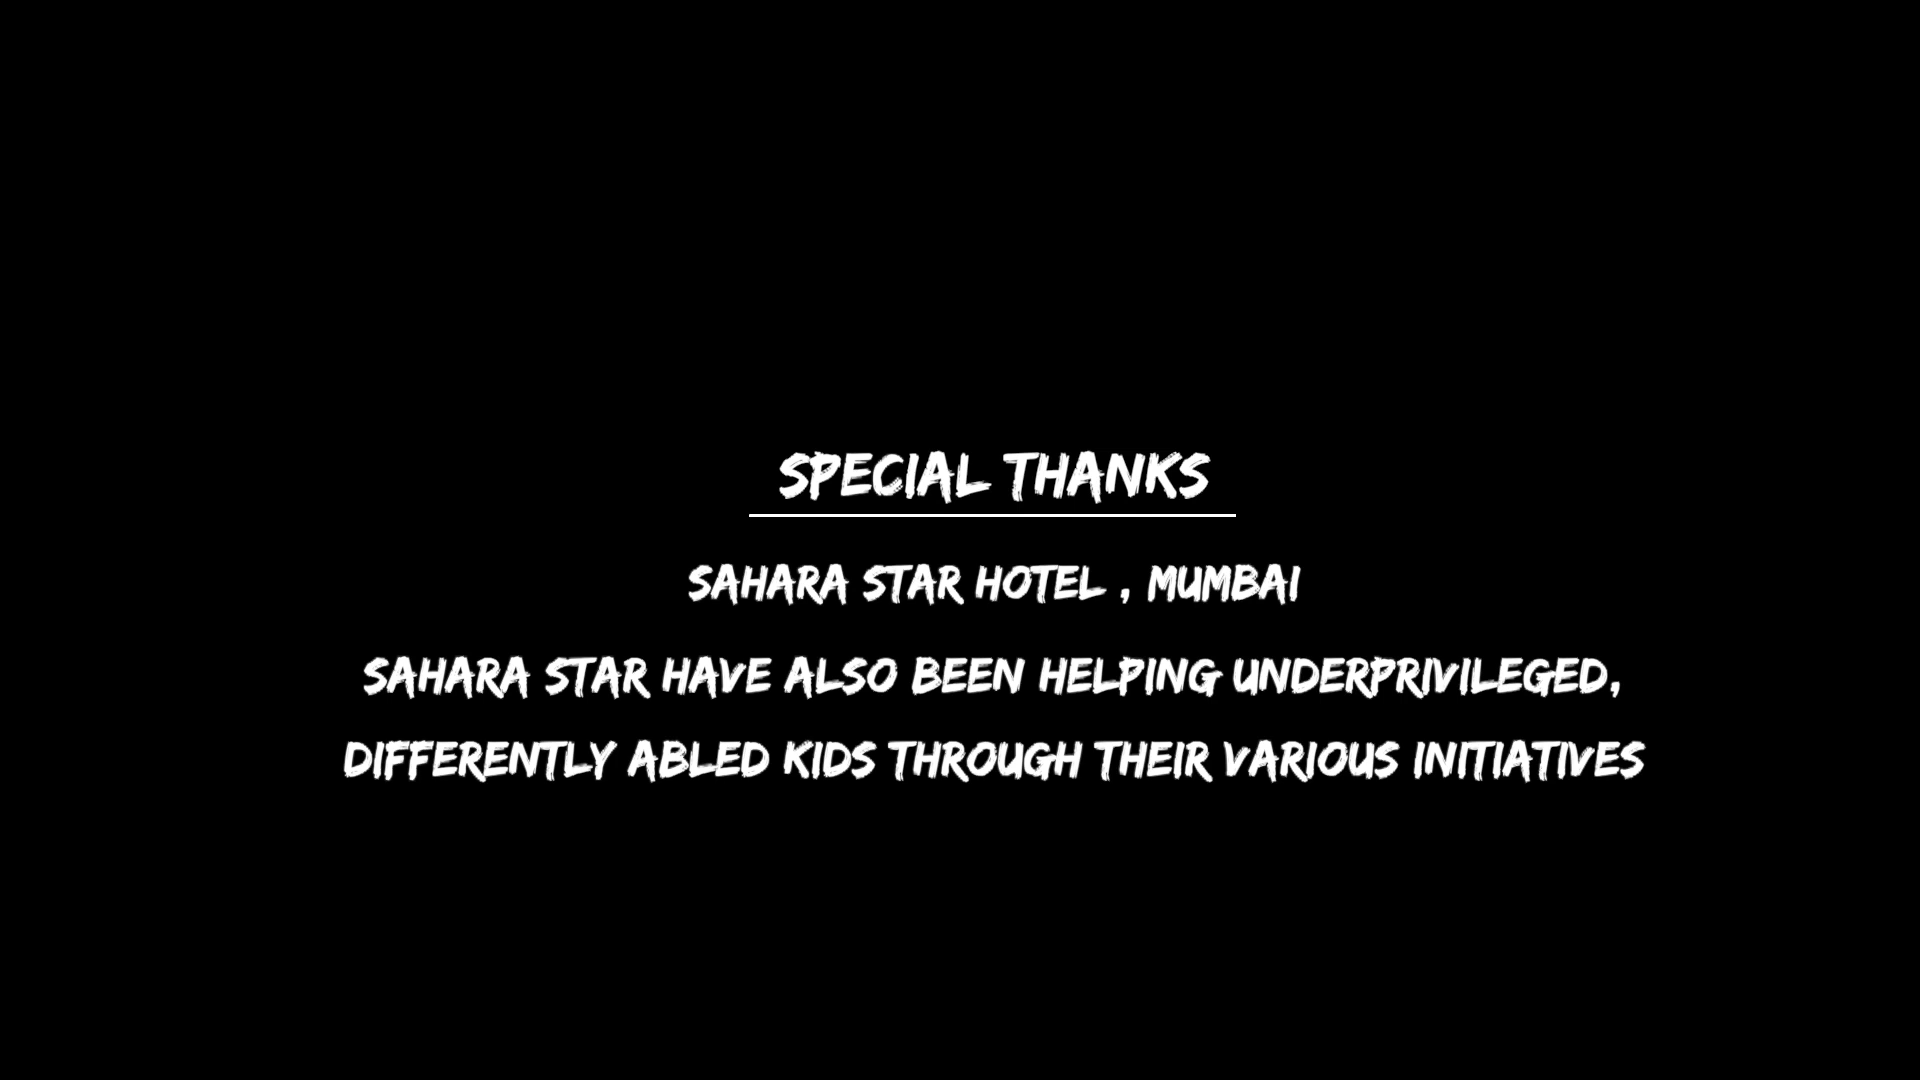 SPECIAL THANKS
SAHARA STAR HOTEL , MUMBAI
SAHARA STAR HAVE ALSO BEEN HELPING UNDERPRIVILEGED,
DIFFERENTLY ABLED KIDS THROUGH THEIR VARIOUS INITIATIVES